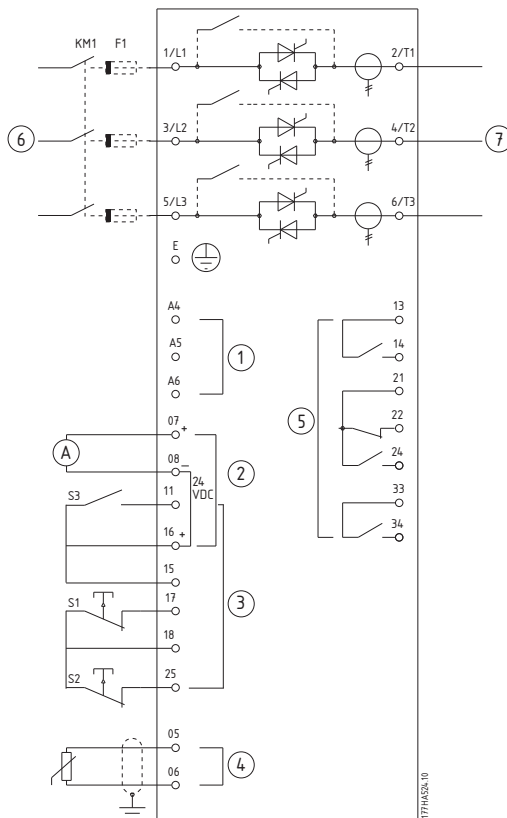 KM1 F1 1/L1 2/T1
6 3/L2 4/T2 7
5/L3 6/T3
E
A4 13
A5 1 14
A6 21
07 + 5 22
A 08 – 2 24
24 VDC
S3 11 33
16 + 34
15
S1 17 3
18
S2 25
05
4
06
177HA524.10